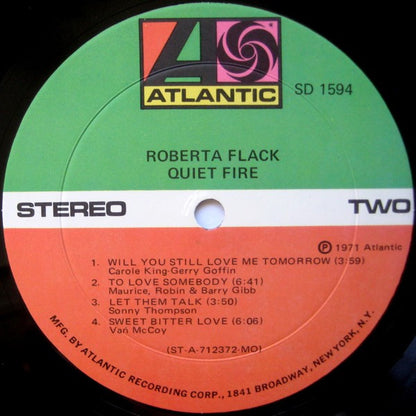 ATLANTIC
SD 1594
ROBERTA FLACK
QUIET FIRE
STEREO
TWO
Ⓟ 1971 Atlantic
1. WILL YOU STILL LOVE ME TOMORROW (3:59)
Carole King-Gerry Goffin
2. TO LOVE SOMEBODY (6:41)
Maurice, Robin & Barry Gibb
3. LET THEM TALK (3:50)
Sonny Thompson
4. SWEET BITTER LOVE (6:06)
Van McCoy
(ST-A-712372-MO)
MFG. BY ATLANTIC RECORDING CORP., 1841 BROADWAY, NEW YORK, N.Y.